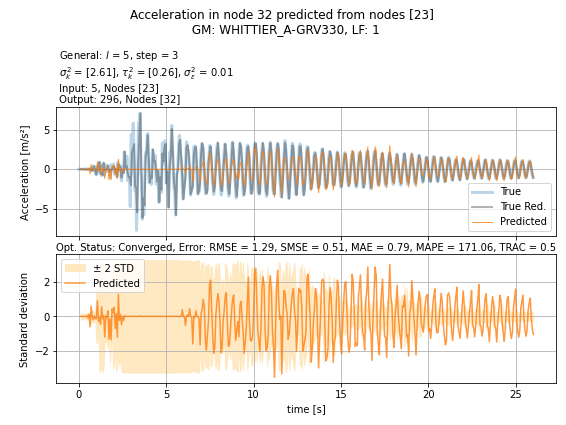 Acceleration in node 32 predicted from nodes [23]
GM: WHITTIER_A-GRV330, LF: 1
General: l = 5, step = 3
σ²ₖ = [2.61], τ²ₖ = [0.26], σ²ε = 0.01
Input: 5, Nodes [23]
Output: 296, Nodes [32]
Acceleration [m/s²]
5
0
−5
True
True Red.
Predicted
Opt. Status: Converged, Error: RMSE = 1.29, SMSE = 0.51, MAE = 0.79, MAPE = 171.06, TRAC = 0.5
Standard deviation
2
0
−2
± 2 STD
Predicted
0 5 10 15 20 25
time [s]